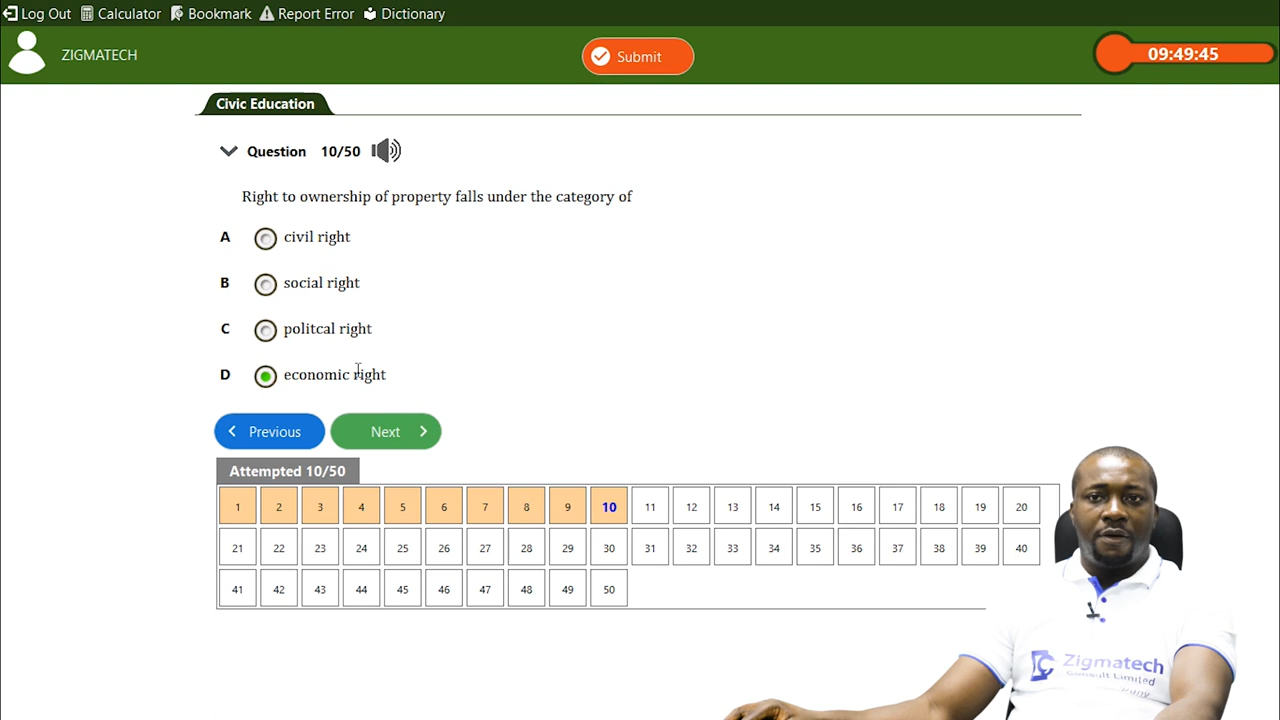 Log Out Calculator Bookmark Report Error Dictionary
ZIGMATECH
Submit
09:49:45
Civic Education
Question 10/50
Right to ownership of property falls under the category of
A civil right
B social right
C politcal right
D economic right
Previous Next
Attempted 10/50
1 2 3 4 5 6 7 8 9 10 11 12 13 14 15 16 17 18 19 20
21 22 23 24 25 26 27 28 29 30 31 32 33 34 35 36 37 38 39 40
41 42 43 44 45 46 47 48 49 50
Zigmatech
Consult Limited